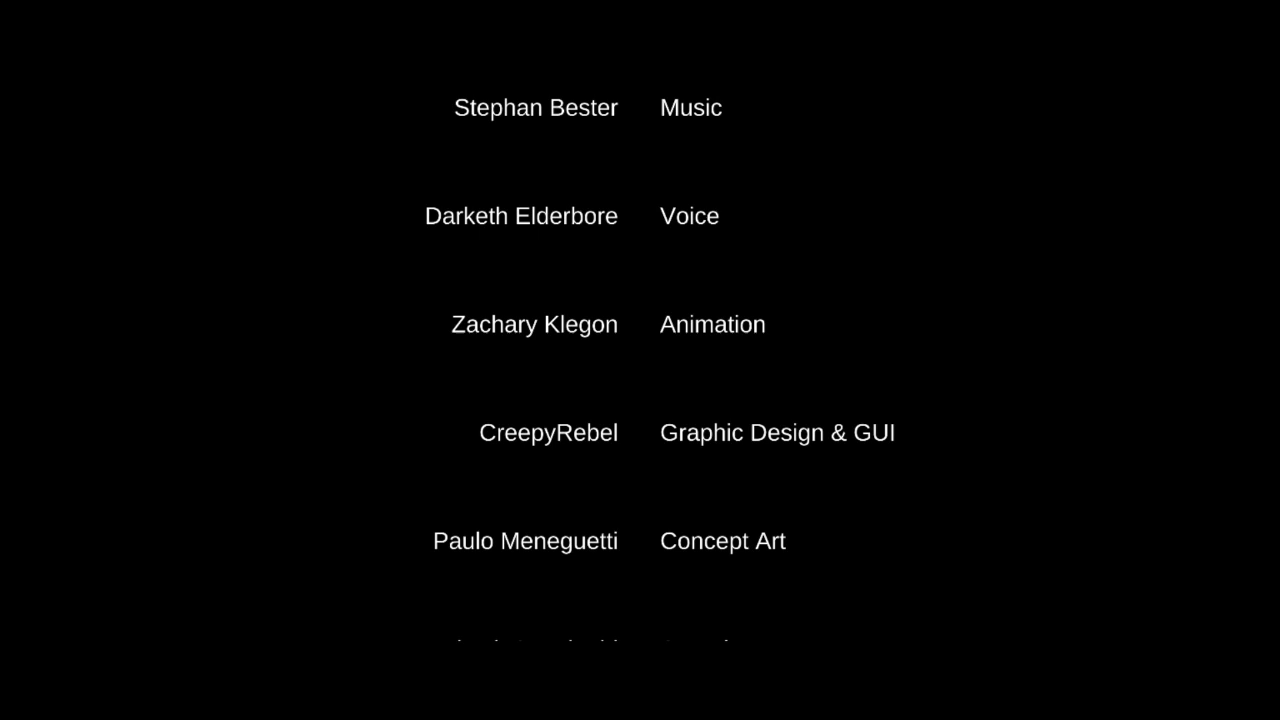 Stephan Bester Music
Darketh Elderbore Voice
Zachary Klegon Animation
CreepyRebel Graphic Design & GUI
Paulo Meneguetti Concept Art